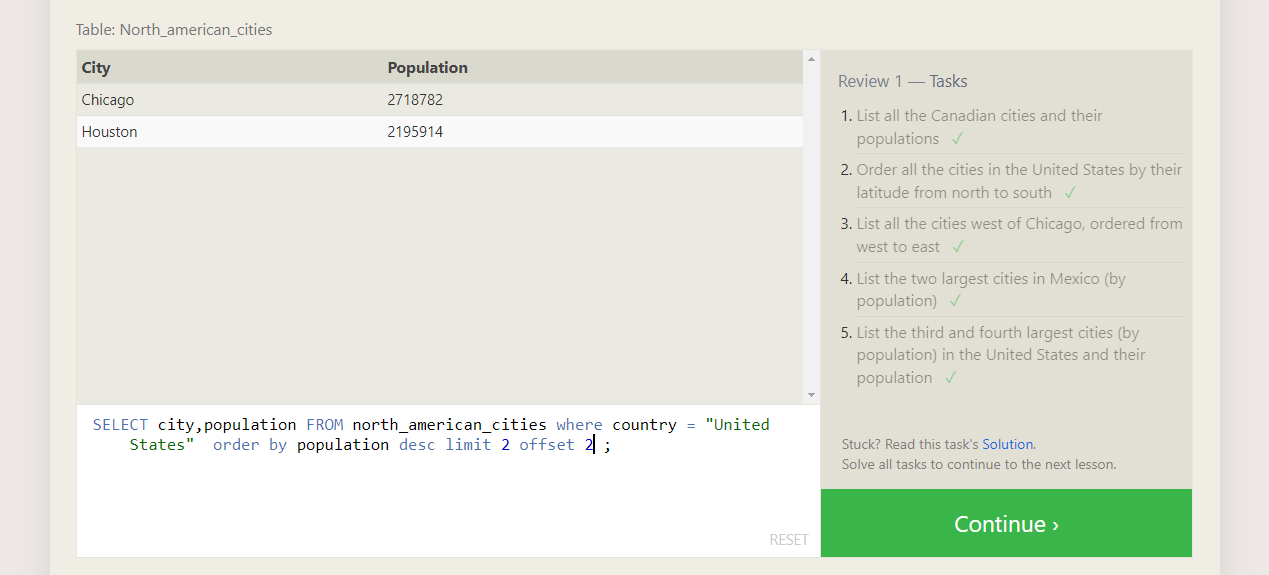 Table: North_american_cities
City Population
Chicago 2718782
Houston 2195914
SELECT city,population FROM north_american_cities where country = "United
States"  order by population desc limit 2 offset 2 ;
RESET
Review 1 — Tasks
1. List all the Canadian cities and their
populations ✓
2. Order all the cities in the United States by their
latitude from north to south ✓
3. List all the cities west of Chicago, ordered from
west to east ✓
4. List the two largest cities in Mexico (by
population) ✓
5. List the third and fourth largest cities (by
population) in the United States and their
population ✓
Stuck? Read this task's Solution.
Solve all tasks to continue to the next lesson.
Continue ›